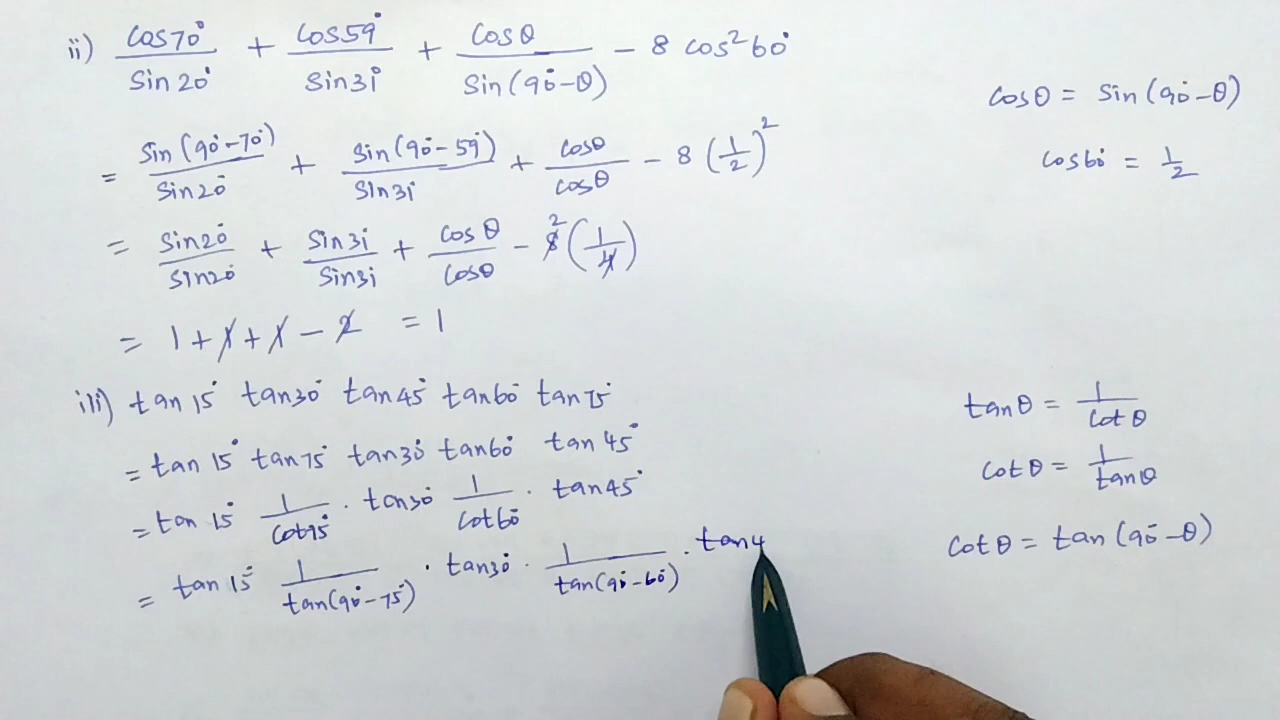 ii) cos70°/sin20° + cos59°/sin31° + cosθ/sin(90°-θ) - 8 cos²60°
cosθ = sin(90°-θ)
= sin(90°-70°)/sin20° + sin(90°-59°)/sin31° + cosθ/cosθ - 8(1/2)²
cos60° = 1/2
= sin20°/sin20° + sin31°/sin31° + cosθ/cosθ - 8 2 (1/4)
= 1 + 1 + 1 - 2 = 1
iii) tan15° tan30° tan45° tan60° tan75°
tanθ = 1/cotθ
= tan15° tan75° tan30° tan60° tan45°
cotθ = 1/tanθ
= tan15° 1/cot75° · tan30° 1/cot60° · tan45°
cotθ = tan(90°-θ)
= tan15° 1/tan(90°-75°) · tan30° · 1/tan(90°-60°) · tan4